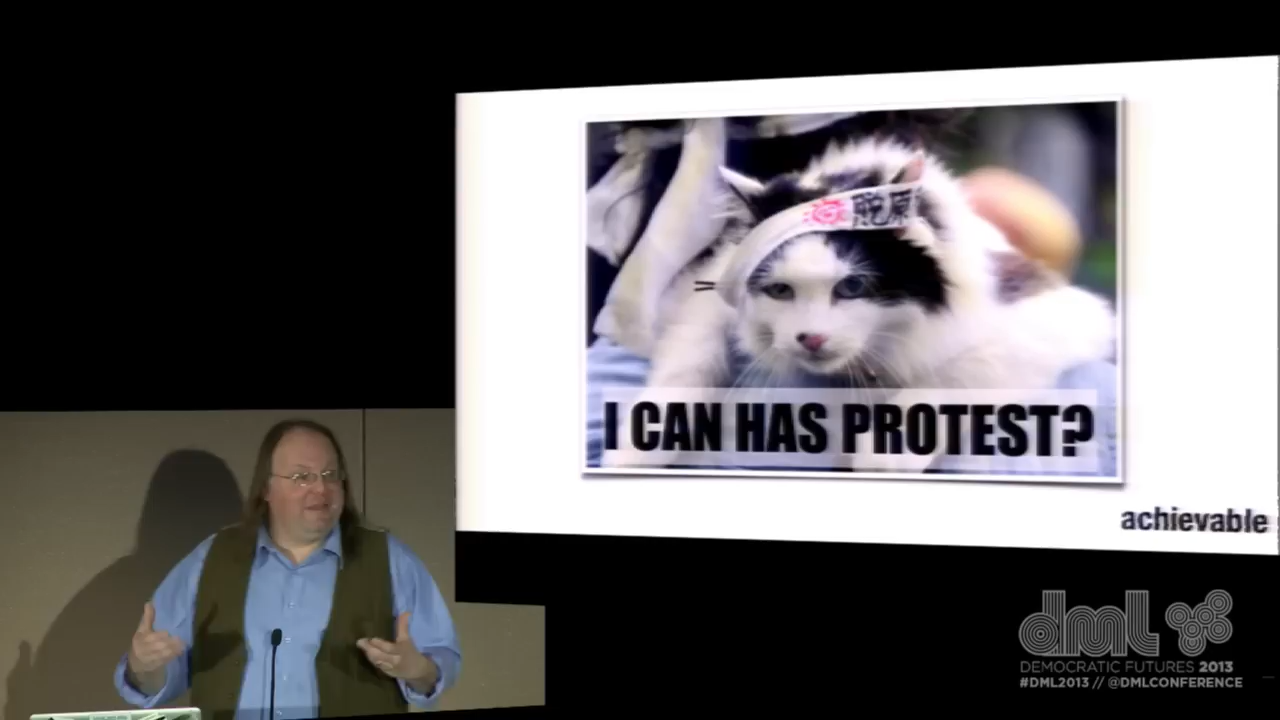 脱原
I CAN HAS PROTEST?
achievable
dml
DEMOCRATIC FUTURES 2013
#DML2013 // @DMLCONFERENCE